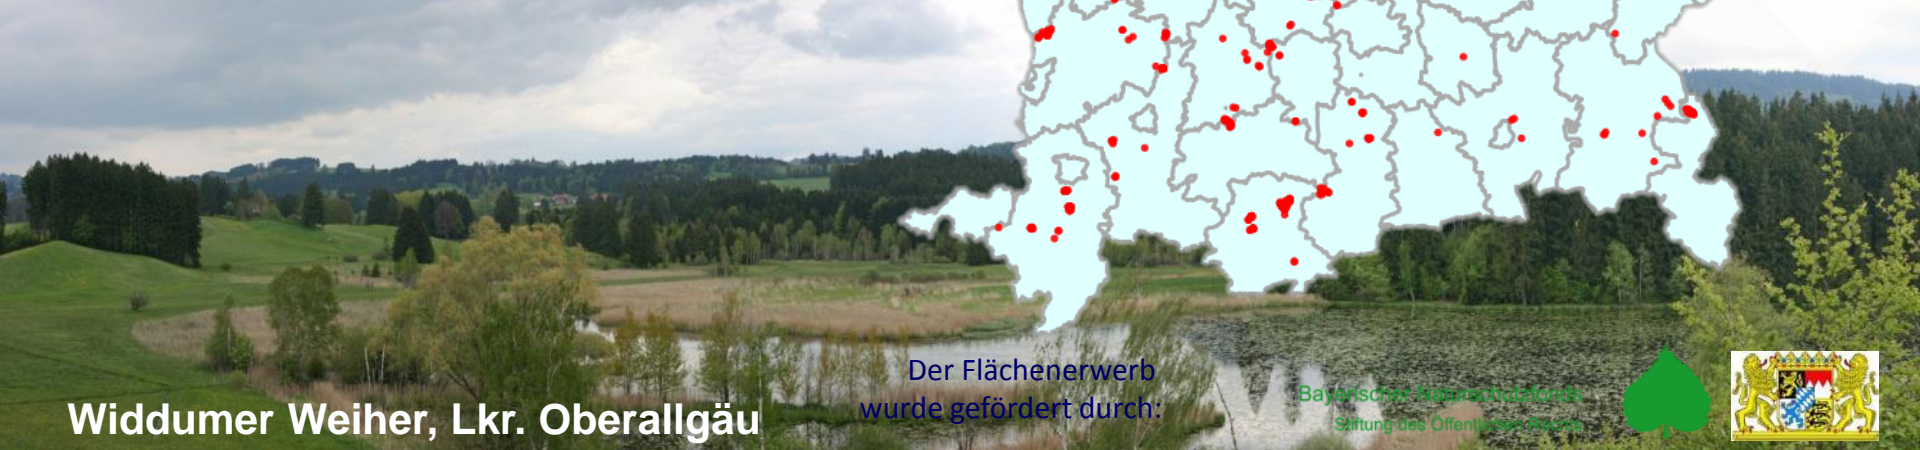 Der Flächenerwerb
wurde gefördert durch:
Widdumer Weiher, Lkr. Oberallgäu
Bayerischer Naturschutzfonds
Stiftung des Öffentlichen Rechts